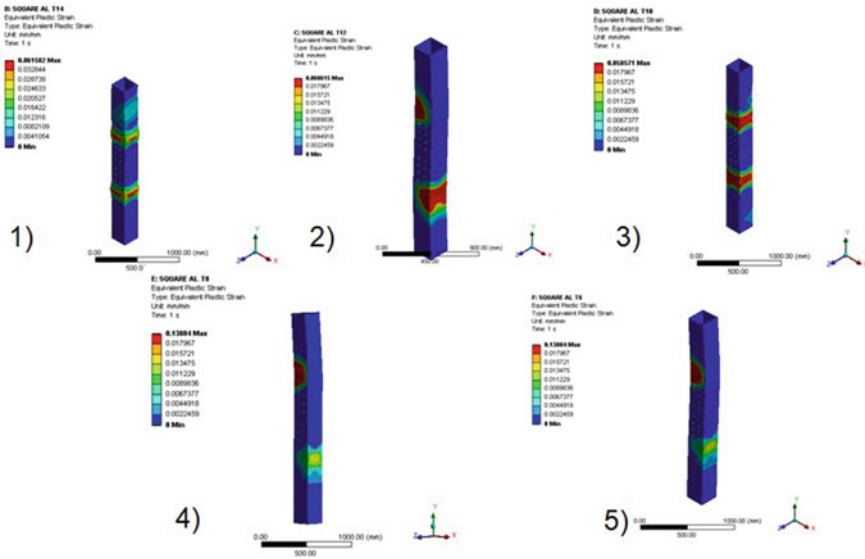 B: SQUARE AL T14
Equivalent Plastic Strain
Type: Equivalent Plastic Strain
Unit: mm/mm
Time: 1 s
0.061582 Max
0.032844
0.028738
0.024633
0.020527
0.016422
0.012316
0.0082109
0.0041054
0 Min
0.00
1000.00 (mm)
500.0
Y
Z
X
1)
C: SQUARE AL T12
Equivalent Plastic Strain
Type: Equivalent Plastic Strain
Unit: mm/mm
Time: 1 s
0.017967
0.015721
0.013475
0.011229
0.0089836
0.0067377
0.0044918
0.0022459
0 Min
0.00
900.00 (mm)
450.00
Y
Z
X
2)
D: SQUARE AL T10
Equivalent Plastic Strain
Type: Equivalent Plastic Strain
Unit: mm/mm
Time: 1 s
0.058571 Max
0.017967
0.015721
0.013475
0.011229
0.0089836
0.0067377
0.0044918
0.0022459
0 Min
0.00
1000.00 (mm)
500.00
Y
Z
X
3)
E: SQUARE AL T8
Equivalent Plastic Strain
Type: Equivalent Plastic Strain
Unit: mm/mm
Time: 1 s
0.13804 Max
0.017967
0.015721
0.013475
0.011229
0.0089836
0.0067377
0.0044918
0.0022459
0 Min
0.00
1000.00 (mm)
500.00
Y
X
4)
F: SQUARE AL T6
Equivalent Plastic Strain
Type: Equivalent Plastic Strain
Unit: mm/mm
Time: 1 s
0.13804 Max
0.017967
0.015721
0.013475
0.011229
0.0089836
0.0067377
0.0044918
0.0022459
0 Min
0.00
1000.00 (mm)
500.00
Y
Z
X
5)